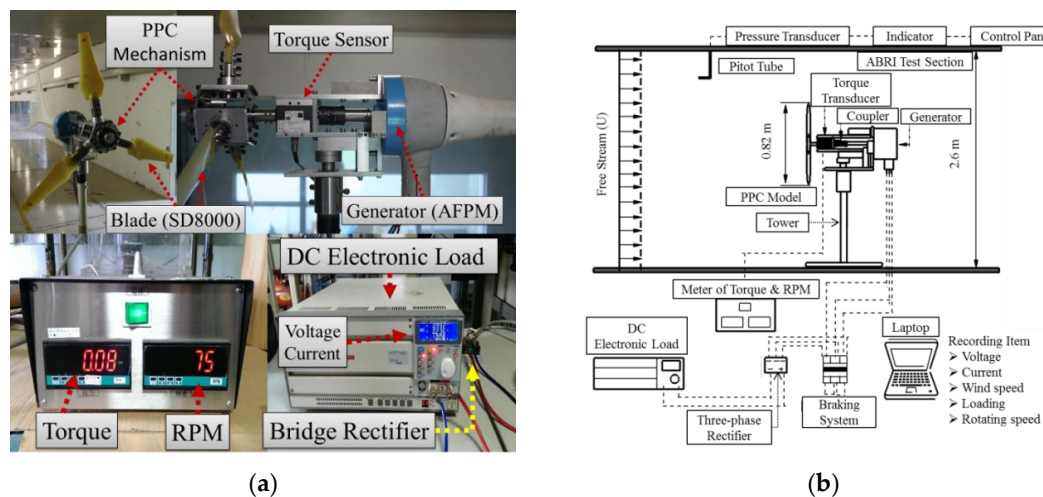 PPC
Mechanism
Torque Sensor
Blade (SD8000)
Generator (AFPM)
DC Electronic Load
Voltage
Current
0.08
75
Torque
RPM
Bridge Rectifier
(a)
Pressure Transducer
Indicator
Control Pan
ABRI Test Section
Pitot Tube
Torque
Transducer
Coupler
Generator
Free Stream (U)
0.82 m
2.6 m
PPC Model
Tower
Meter of Torque & RPM
DC
Electronic Load
Laptop
Recording Item
➢ Voltage
➢ Current
➢ Wind speed
➢ Loading
➢ Rotating speed
Three-phase
Rectifier
Braking
System
(b)